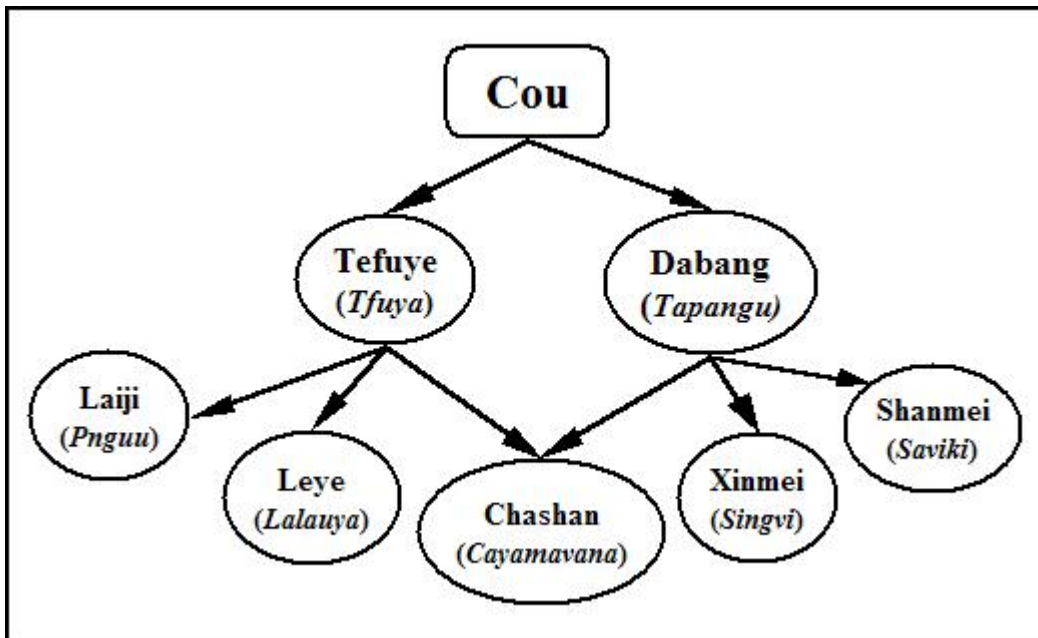 Cou
Tefuye
(Tfuya)
Dabang
(Tapangu)
Laiji
(Pnguu)
Leye
(Lalauya)
Chashan
(Cayamavana)
Xinmei
(Singvi)
Shanmei
(Saviki)